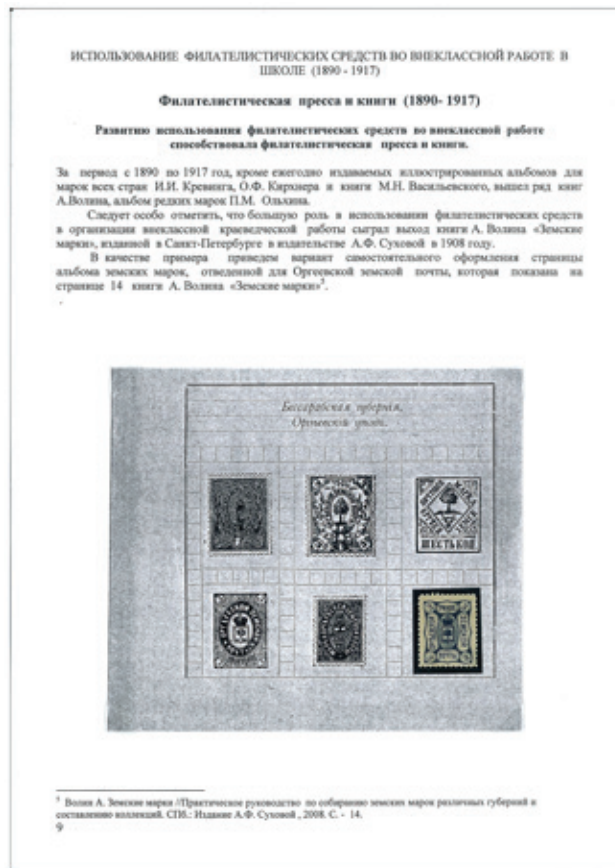 ИСПОЛЬЗОВАНИЕ ФИЛАТЕЛИСТИЧЕСКИХ СРЕДСТВ ВО ВНЕКЛАССНОЙ РАБОТЕ В
ШКОЛЕ (1890 - 1917)
Филателистическая пресса и книги (1890- 1917)
Развитию использования филателистических средств во внеклассной работе
способствовала филателистическая пресса и книги.
За период с 1890 по 1917 год, кроме ежегодно издаваемых иллюстрированных альбомов для
марок всех стран И.И. Кревинга, О.Ф. Кирхнера и книги М.Н. Васильевского, вышел ряд книг
А.Волина, альбом редких марок П.М. Ольхина.
Следует особо отметить, что большую роль в использовании филателистических средств
в организации внеклассной краеведческой работы сыграл выход книги А. Волина «Земские
марки», изданной в Санкт-Петербурге в издательстве А.Ф. Суховой в 1908 году.
В качестве примера приведем вариант самостоятельного оформления страницы
альбома земских марок, отведенной для Оргеевской земской почты, которая показана на
странице 14 книги А. Волина «Земские марки»⁵.
Бессарабская губернія.
МАРКА
ШЕСТЬ КОП
⁵ Волин А. Земские марки //Практическое руководство по собиранию земских марок различных губерний и
составлению коллекций. СПб.: Издание А.Ф. Суховой , 2008. С. - 14.
9